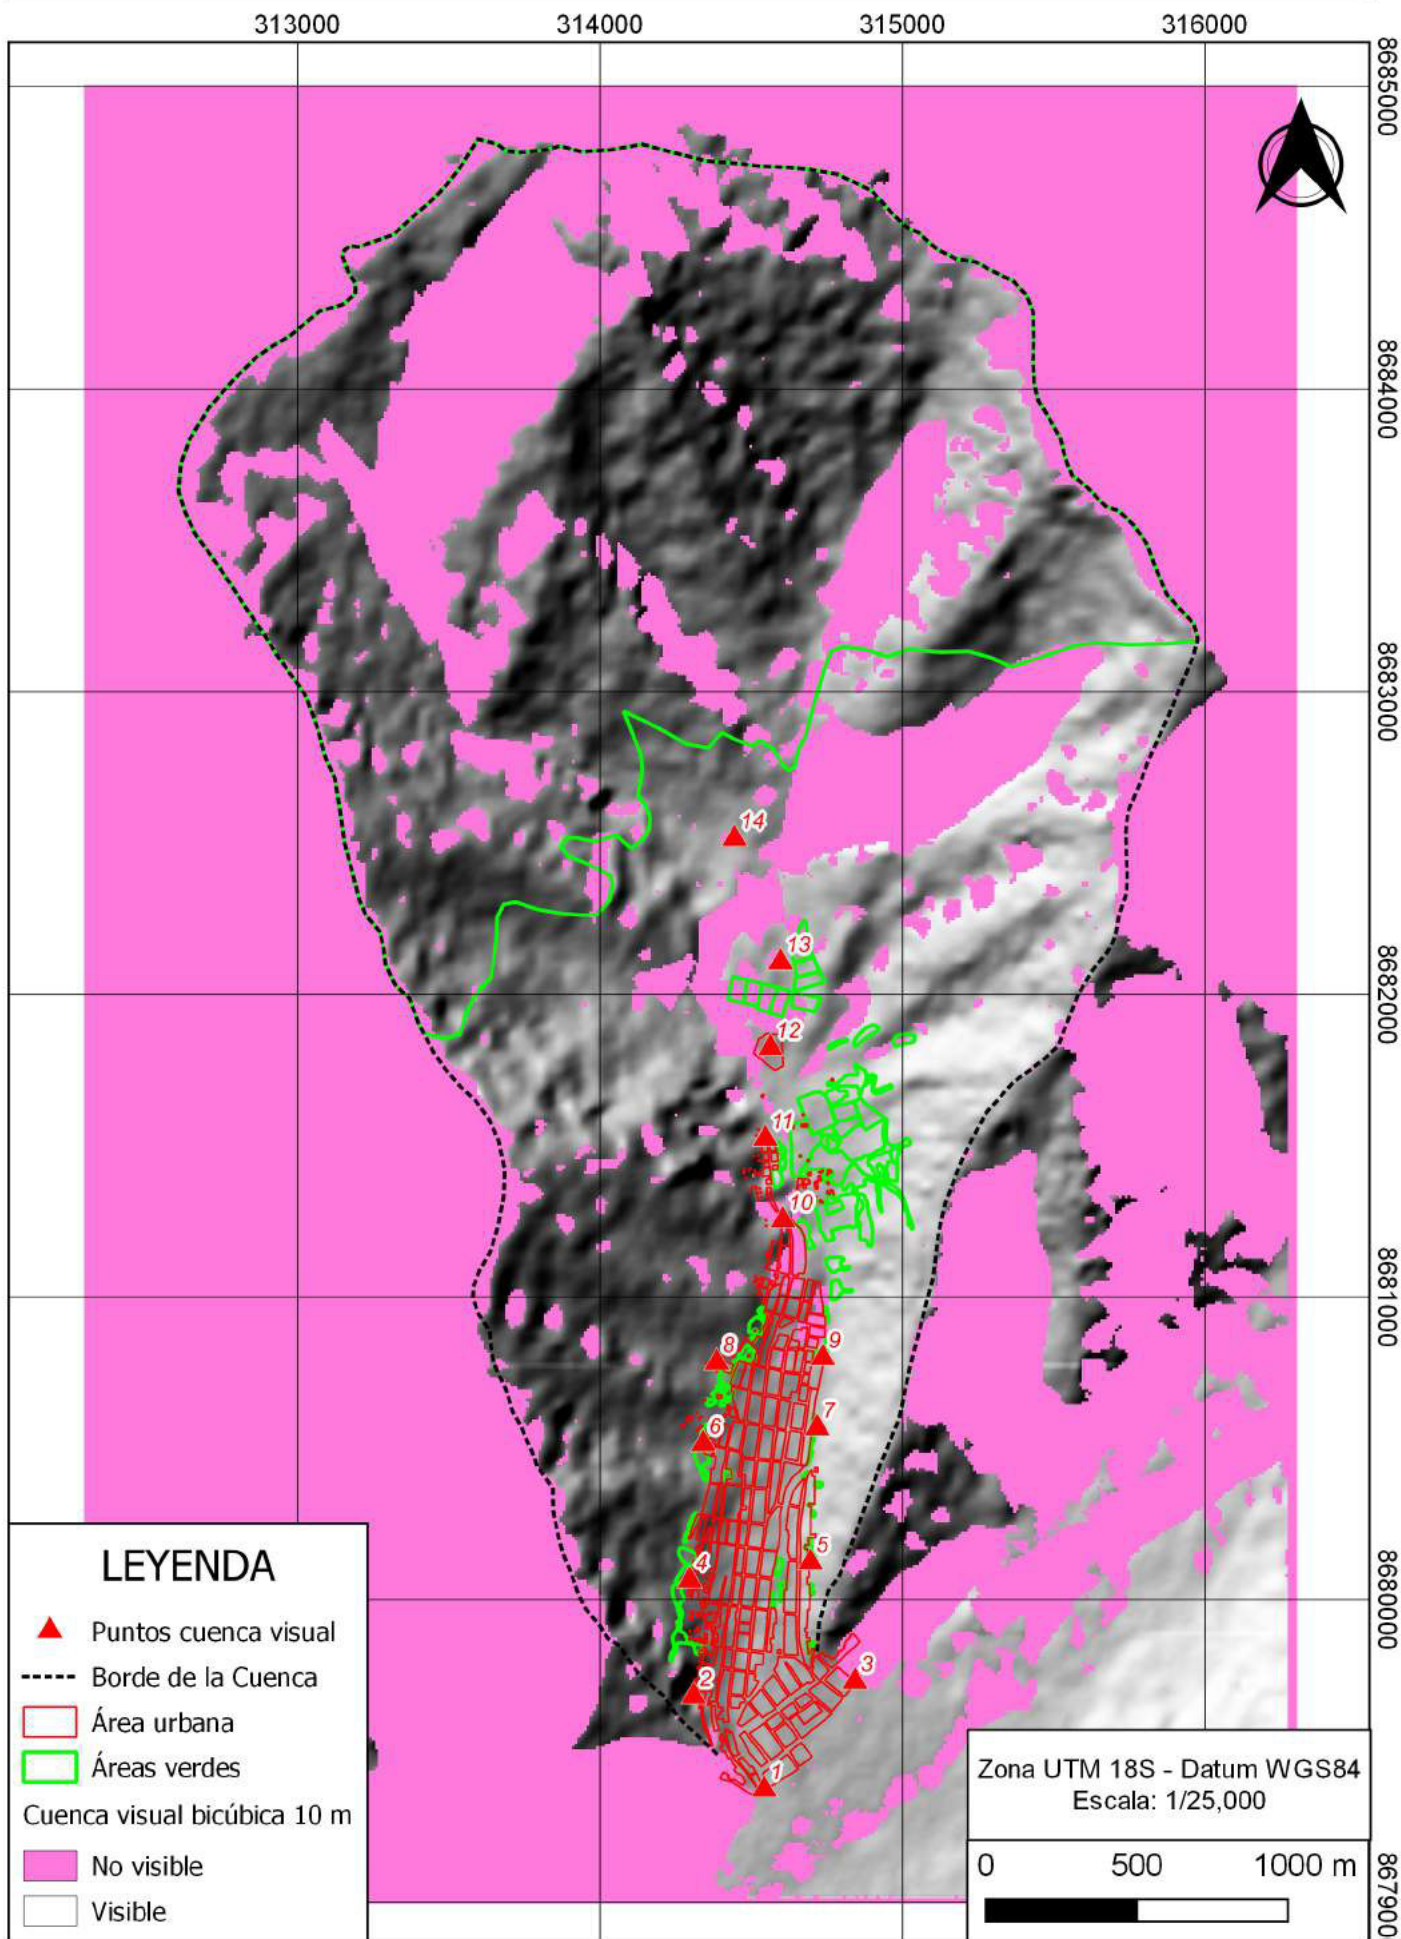 313000 314000 315000 316000
8685000
8684000
8683000
8682000
8681000
8680000
8679000
14
13
12
11
10
9
8
7
6
5
4
3
2
1
LEYENDA
Puntos cuenca visual
Borde de la Cuenca
Área urbana
Áreas verdes
Cuenca visual bicúbica 10 m
No visible
Visible
Zona UTM 18S - Datum WGS84
Escala: 1/25,000
0 500 1000 m